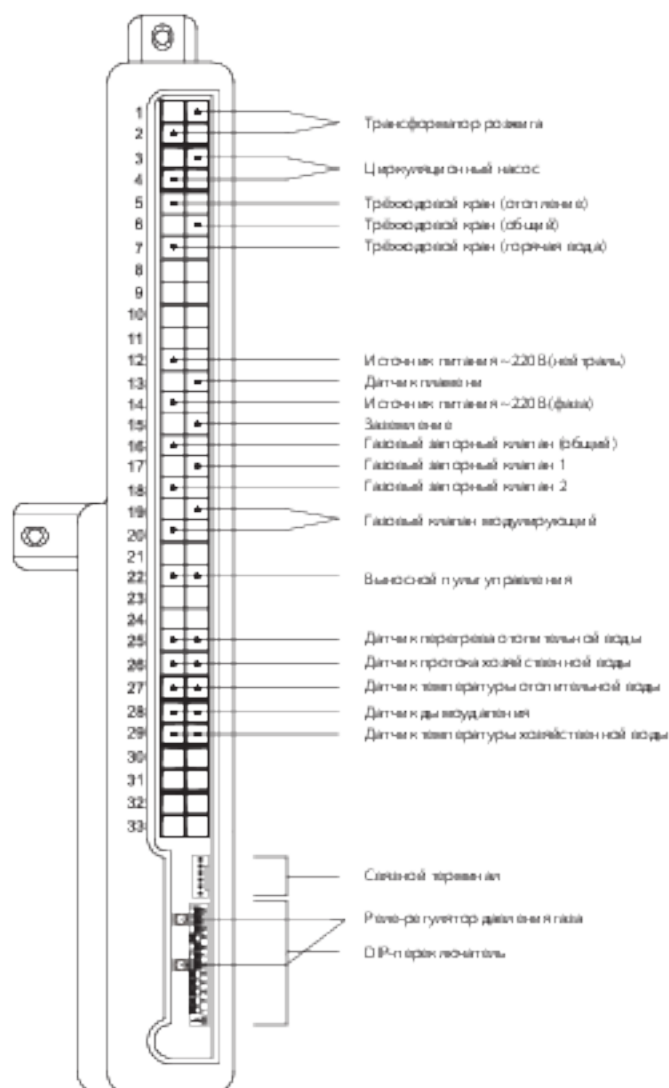 1
Трансформатор розжига
2
3
Циркуляционный насос
4
5 Трёхходовой кран (отопление)
6 Трёхходовой кран (общий)
7 Трёхходовой кран (горячая вода)
8
9
10
11
12 Источник питания ~220В (нейтраль)
13 Датчик пламени
14 Источник питания ~220В (фаза)
15 Заземление
16 Газовый запорный клапан (общий)
17 Газовый запорный клапан 1
18 Газовый запорный клапан 2
19
Газовый клапан модулирующий
20
21
22 Выносной пульт управления
23
24
25 Датчик перегрева отопительной воды
26 Датчик протока хозяйственной воды
27 Датчик температуры отопительной воды
28 Датчик дымоудаления
29 Датчик температуры хозяйственной воды
30
31
32
33
Связной терминал
Реле-регулятор давления газа
DIP-переключатель